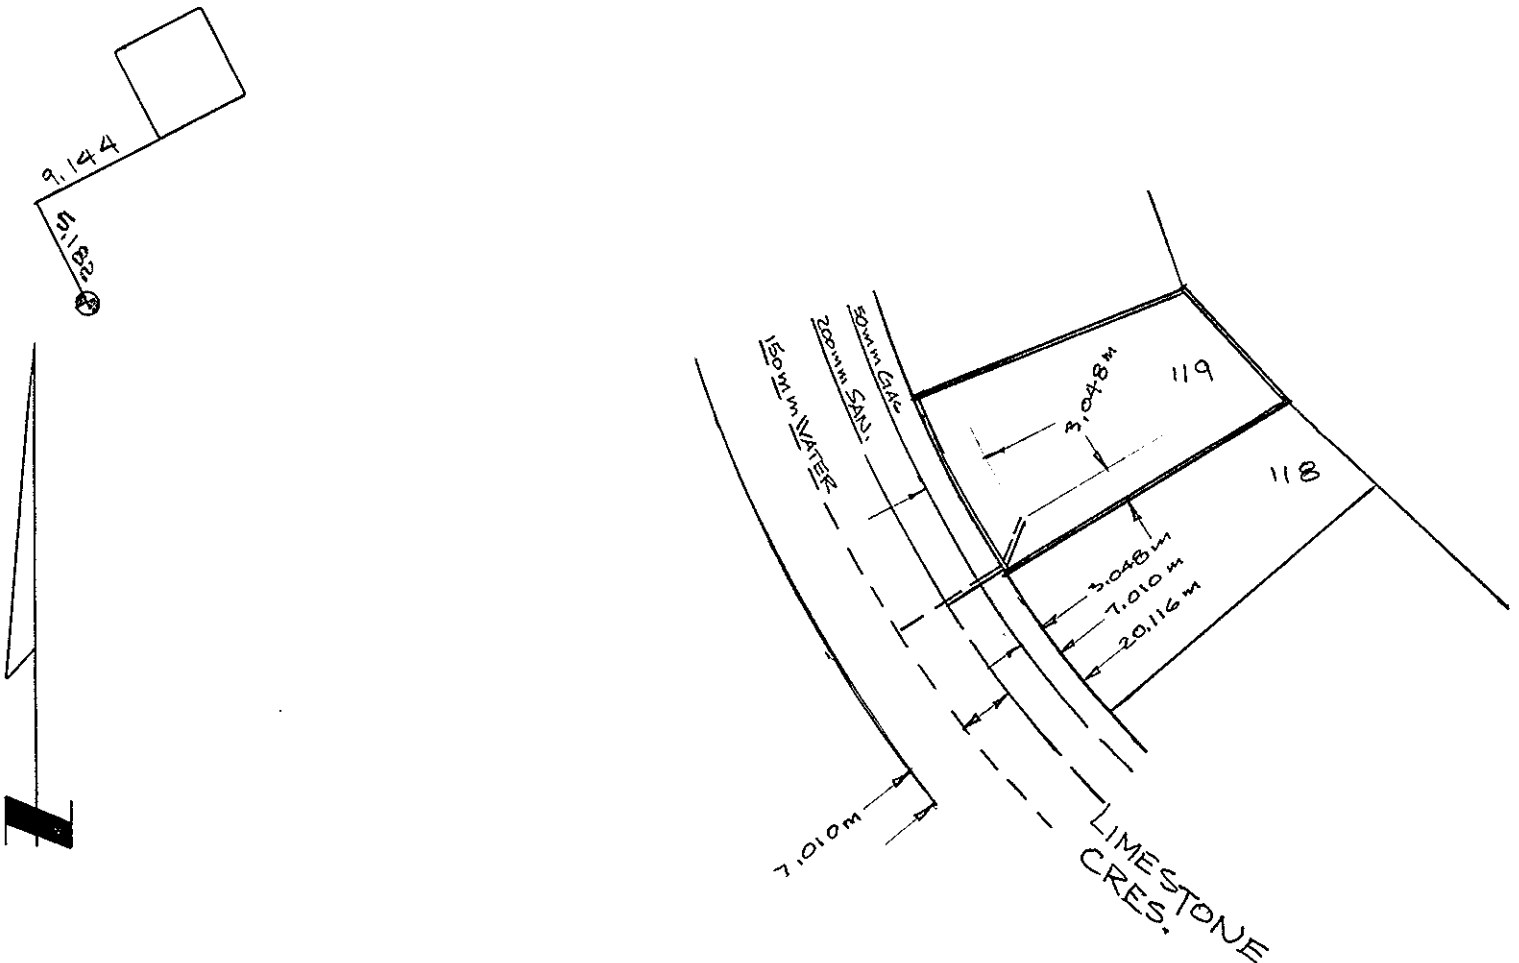 9.144
5.182
50mm GAS
200mm SAN.
150mm WATER
3.048m
119
118
3.048m
7.010m
20.116m
7.010m
LIMESTONE
CRES.